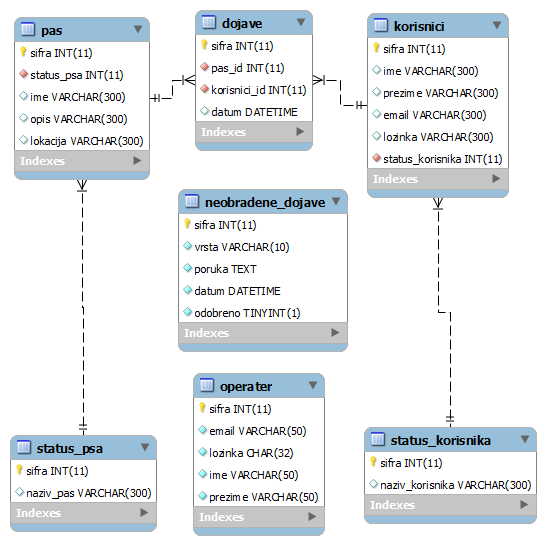 pas
sifra INT(11)
status_psa INT(11)
ime VARCHAR(300)
opis VARCHAR(300)
lokacija VARCHAR(300)
Indexes
dojave
sifra INT(11)
pas_id INT(11)
korisnici_id INT(11)
datum DATETIME
Indexes
korisnici
sifra INT(11)
ime VARCHAR(300)
prezime VARCHAR(300)
email VARCHAR(300)
lozinka VARCHAR(300)
status_korisnika INT(11)
Indexes
neobradene_dojave
sifra INT(11)
vrsta VARCHAR(10)
poruka TEXT
datum DATETIME
odobreno TINYINT(1)
Indexes
operater
sifra INT(11)
email VARCHAR(50)
lozinka CHAR(32)
ime VARCHAR(50)
prezime VARCHAR(50)
Indexes
status_psa
sifra INT(11)
naziv_pas VARCHAR(300)
Indexes
status_korisnika
sifra INT(11)
naziv_korisnika VARCHAR(300)
Indexes